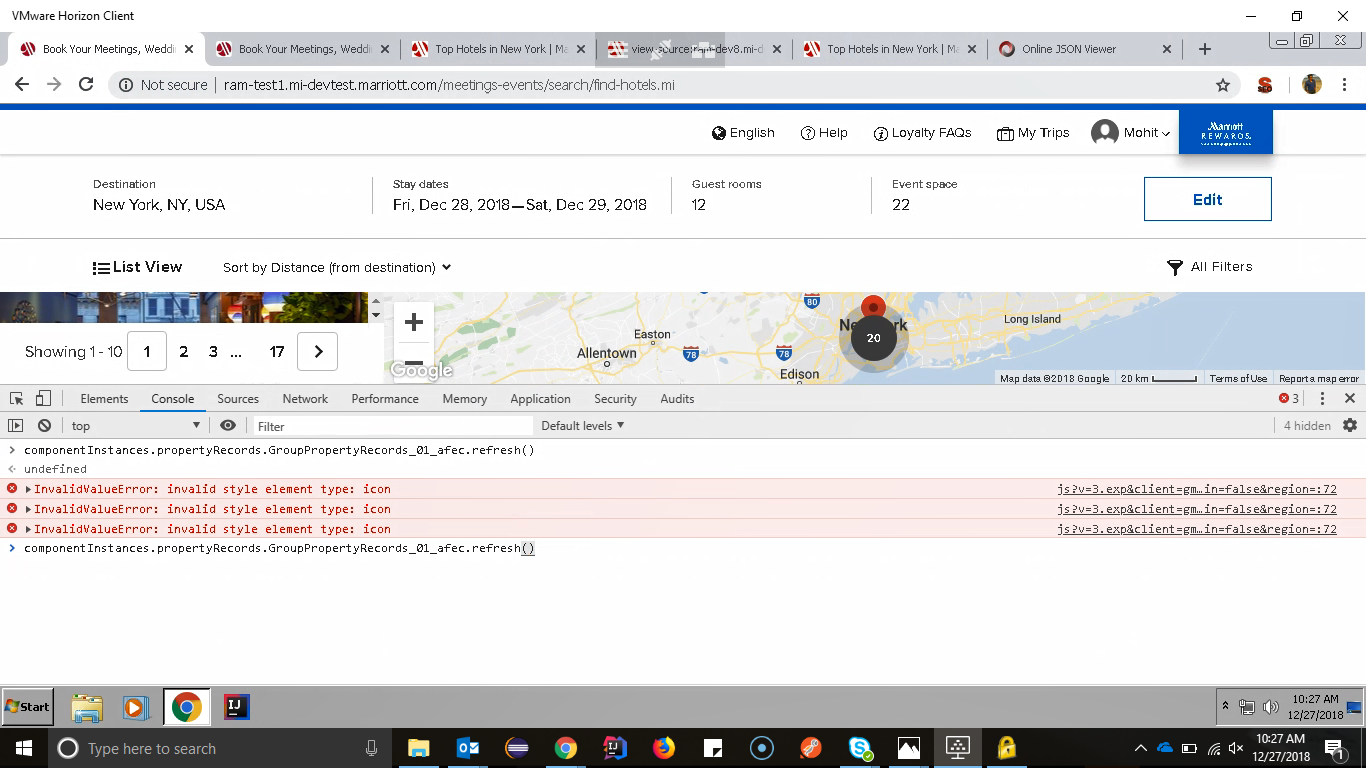 VMware Horizon Client
Book Your Meetings, Weddi
Book Your Meetings, Weddin
Top Hotels in New York | Ma
view-source:ram-dev8.mi-d
Top Hotels in New York | Ma
Online JSON Viewer
Not secure | ram-test1.mi-devtest.marriott.com/meetings-events/search/find-hotels.mi
English
Help
Loyalty FAQs
My Trips
Mohit
Marriott
REWARDS.
Destination
Stay dates
Guest rooms
Event space
New York, NY, USA
Fri, Dec 28, 2018—Sat, Dec 29, 2018
12
22
Edit
List View
Sort by Distance (from destination)
All Filters
Showing 1 - 10
1
2
3
...
17
+
80
Long Island
Easton
20
Allentown
78
78
Edison
Google
Map data ©2018 Google
20 km
Terms of Use
Report a map error
Elements
Console
Sources
Network
Performance
Memory
Application
Security
Audits
3
top
Filter
Default levels
4 hidden
> componentInstances.propertyRecords.GroupPropertyRecords_01_afec.refresh()
undefined
InvalidValueError: invalid style element type: icon js?v=3.exp&client=gm…in=false&region=:72
InvalidValueError: invalid style element type: icon js?v=3.exp&client=gm…in=false&region=:72
InvalidValueError: invalid style element type: icon js?v=3.exp&client=gm…in=false&region=:72
> componentInstances.propertyRecords.GroupPropertyRecords_01_afec.refresh()
Start
IJ
10:27 AM
12/27/2018
Type here to search
10:27 AM
12/27/2018
1